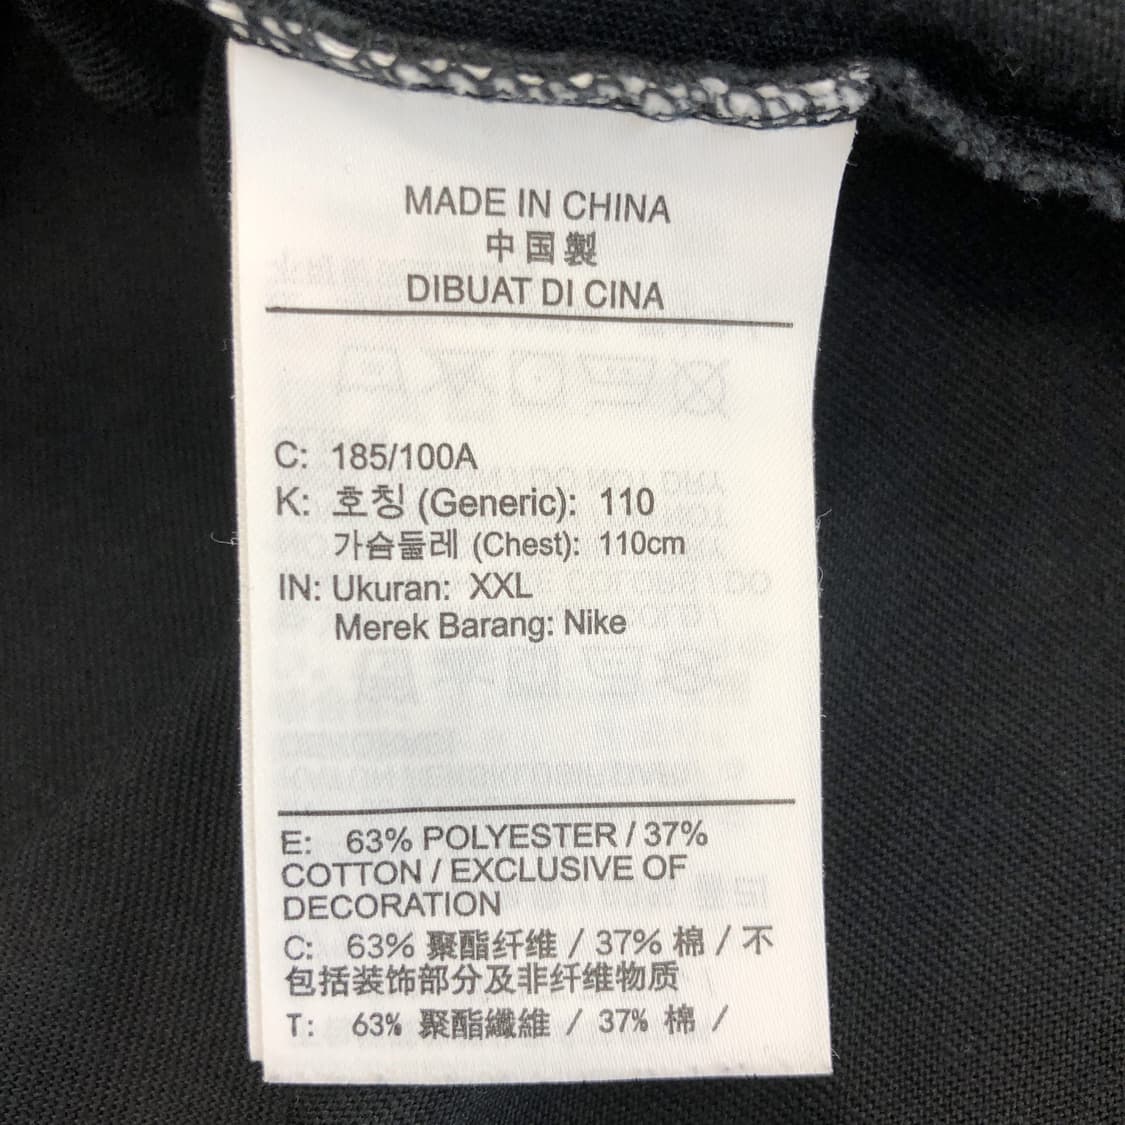 MADE IN CHINA
中国製
DIBUAT DI CINA
C: 185/100A
K: 호칭 (Generic): 110
가슴둘레 (Chest): 110cm
IN: Ukuran: XXL
Merek Barang: Nike
E: 63% POLYESTER / 37%
COTTON / EXCLUSIVE OF
DECORATION
C: 63% 聚酯纤维 / 37% 棉 / 不
包括装饰部分及非纤维物质
T: 63% 聚酯纖維 / 37% 棉 /